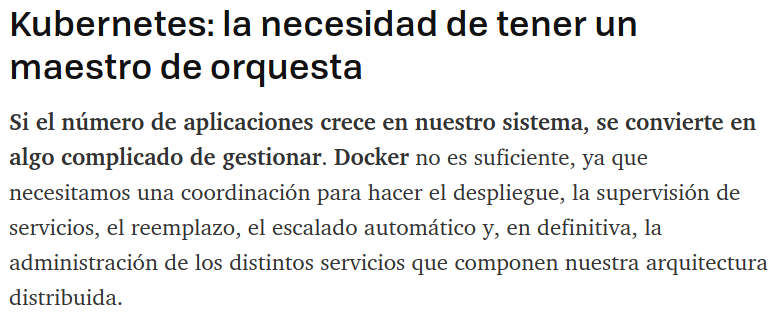 Kubernetes: la necesidad de tener un
maestro de orquesta
Si el número de aplicaciones crece en nuestro sistema, se convierte en
algo complicado de gestionar. Docker no es suficiente, ya que
necesitamos una coordinación para hacer el despliegue, la supervisión de
servicios, el reemplazo, el escalado automático y, en definitiva, la
administración de los distintos servicios que componen nuestra arquitectura
distribuida.